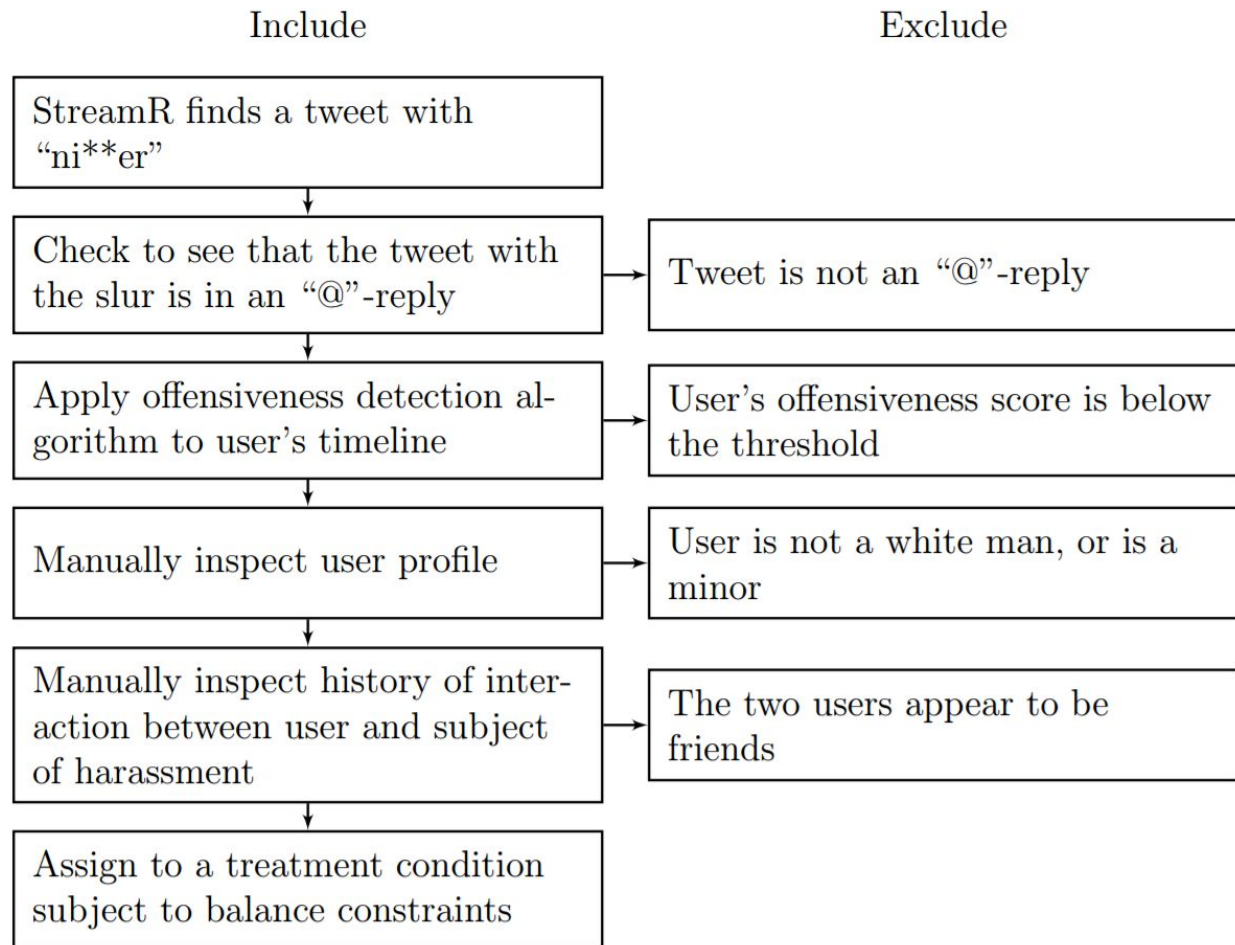 Include
Exclude
StreamR finds a tweet with
“ni**er”
Check to see that the tweet with
the slur is in an “@”-reply
Tweet is not an “@”-reply
Apply offensiveness detection al-
gorithm to user’s timeline
User’s offensiveness score is below
the threshold
Manually inspect user profile
User is not a white man, or is a
minor
Manually inspect history of inter-
action between user and subject
of harassment
The two users appear to be
friends
Assign to a treatment condition
subject to balance constraints